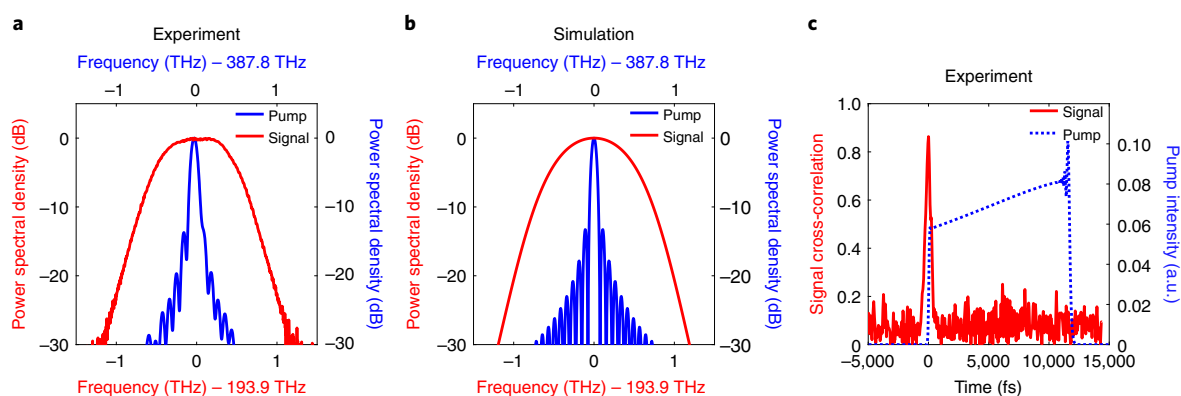 a
Experiment
Frequency (THz) – 387.8 THz
–1 0 1
Power spectral density (dB)
0
–10
–20
–30
Pump
Signal
0
–10
–20
–30
Power spectral density (dB)
–1 0 1
Frequency (THz) – 193.9 THz
b
Simulation
Frequency (THz) – 387.8 THz
–1 0 1
Power spectral density (dB)
0
–10
–20
–30
Pump
Signal
0
–10
–20
–30
Power spectral density (dB)
–1 0 1
Frequency (THz) – 193.9 THz
c
Experiment
Signal cross-correlation
1.0
0.8
0.6
0.4
0.2
0
Signal
Pump
0.10
0.08
0.06
0.04
0.02
0
Pump intensity (a.u.)
–5,000 0 5,000 10,000 15,000
Time (fs)